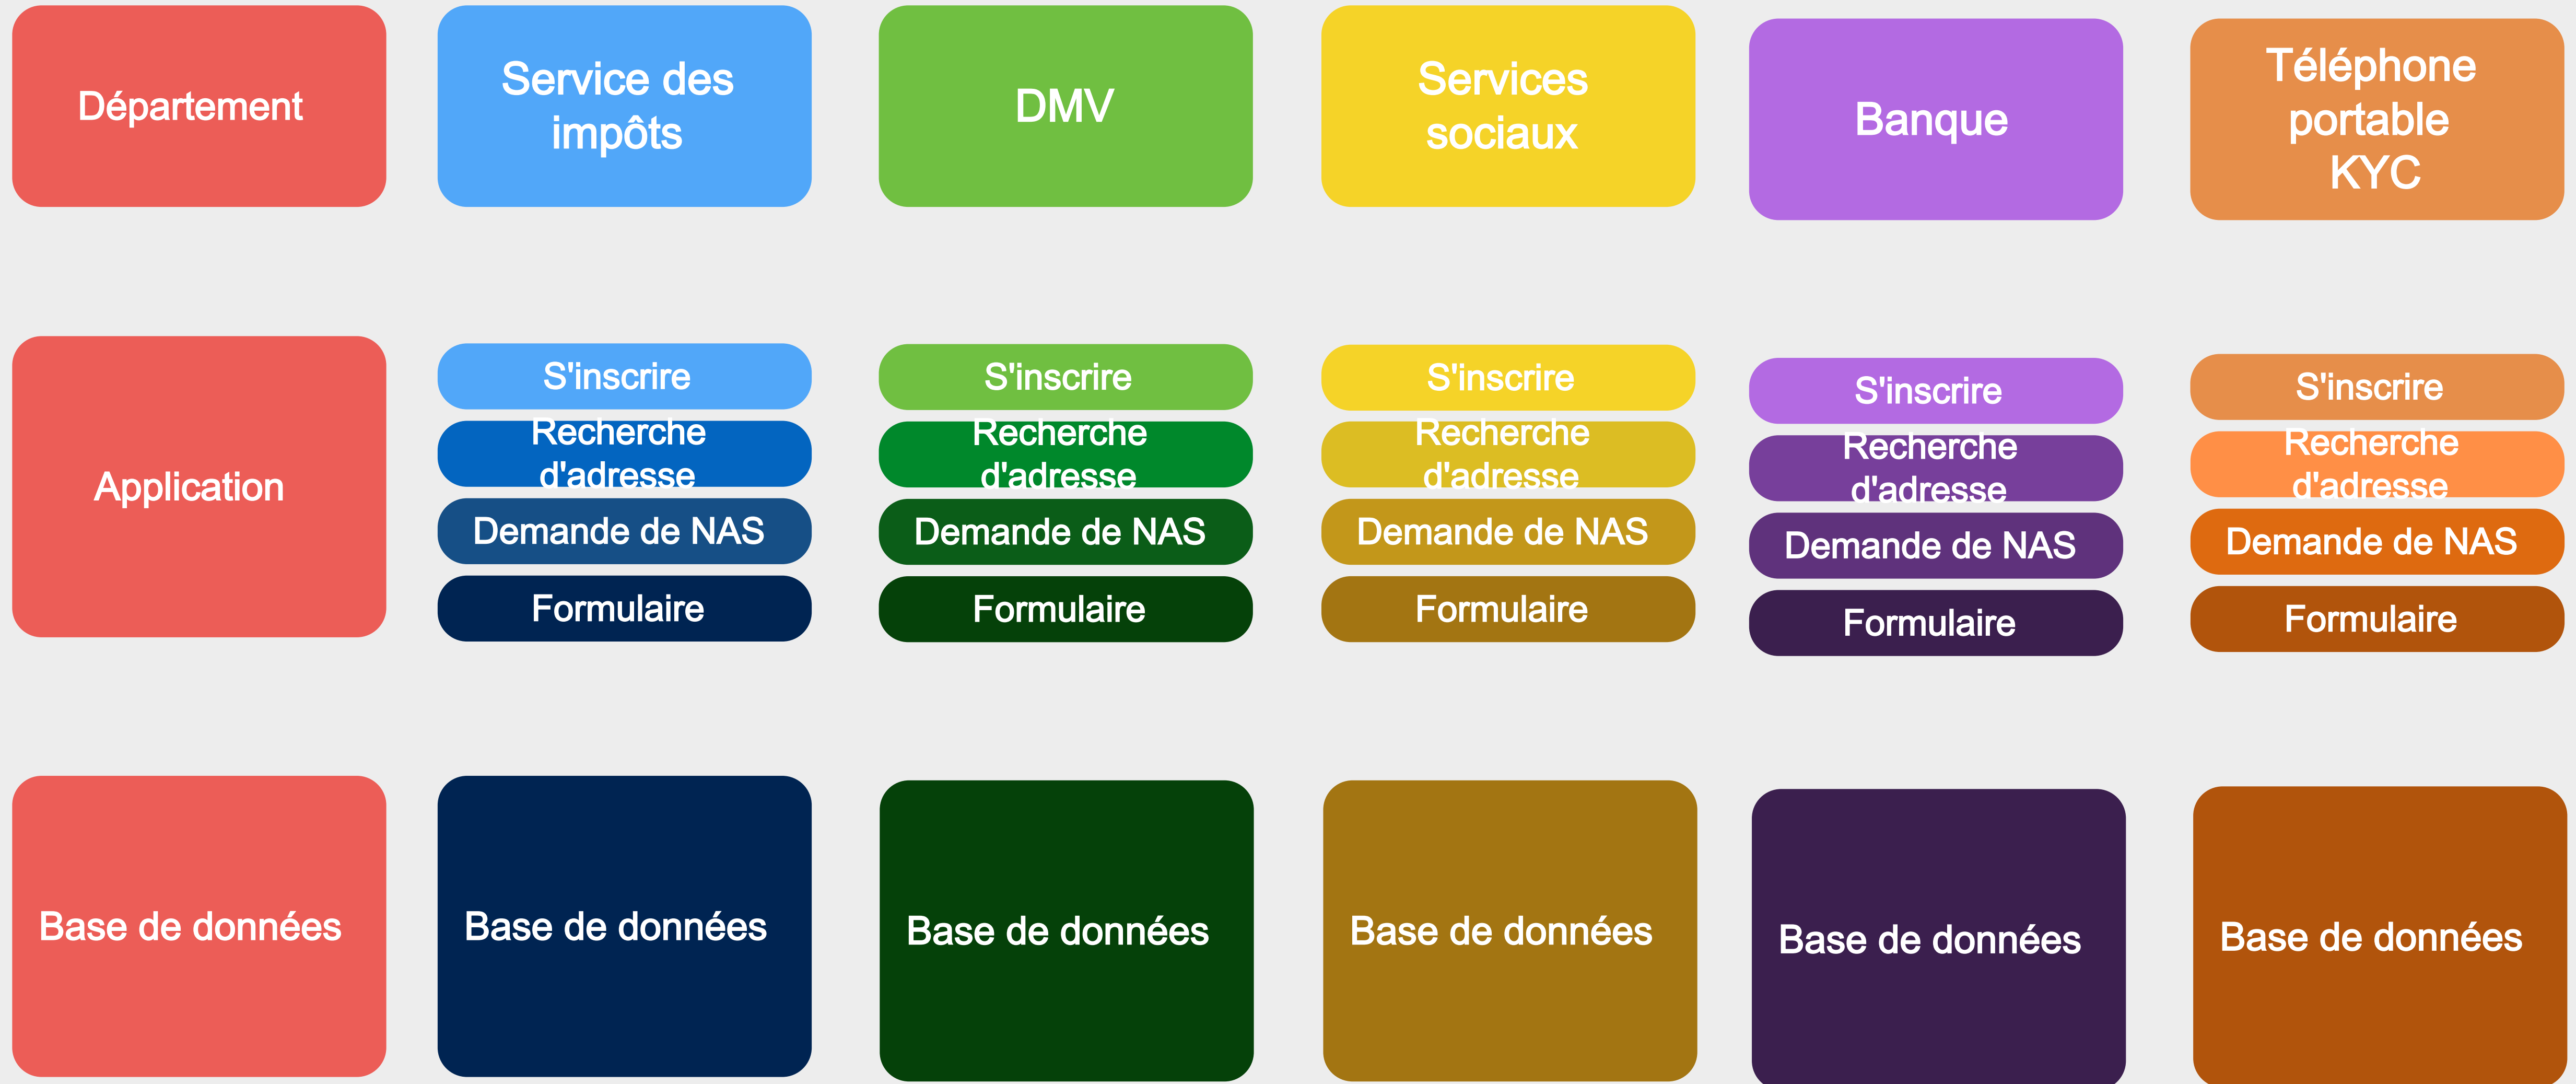 Département
Service des
impôts
DMV
Services
sociaux
Banque
Téléphone
portable
KYC
Application
S'inscrire
Recherche
d'adresse
Demande de NAS
Formulaire
S'inscrire
Recherche
d'adresse
Demande de NAS
Formulaire
S'inscrire
Recherche
d'adresse
Demande de NAS
Formulaire
S'inscrire
Recherche
d'adresse
Demande de NAS
Formulaire
S'inscrire
Recherche
d'adresse
Demande de NAS
Formulaire
Base de données
Base de données
Base de données
Base de données
Base de données
Base de données